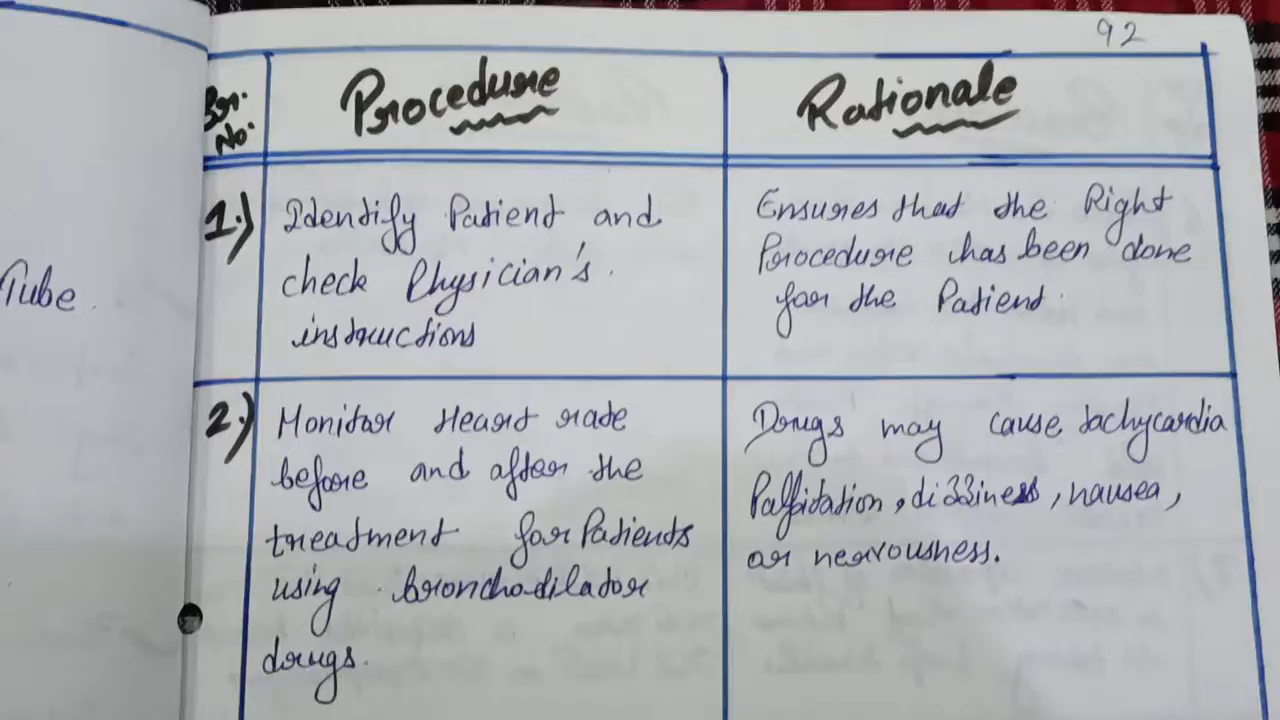 92
Sr.
No.
Procedure
Rationale
Tube.
1.)
Identify Patient and
check Physician's.
instructions
Ensures that the Right
Procedure has been done
for the Patient.
2.)
Monitor Heart rate
before and after the
treatment for Patients
using bronchodilator
drugs.
Drugs may cause tachycardia
Palpitation, dizziness, nausea,
or nervousness.